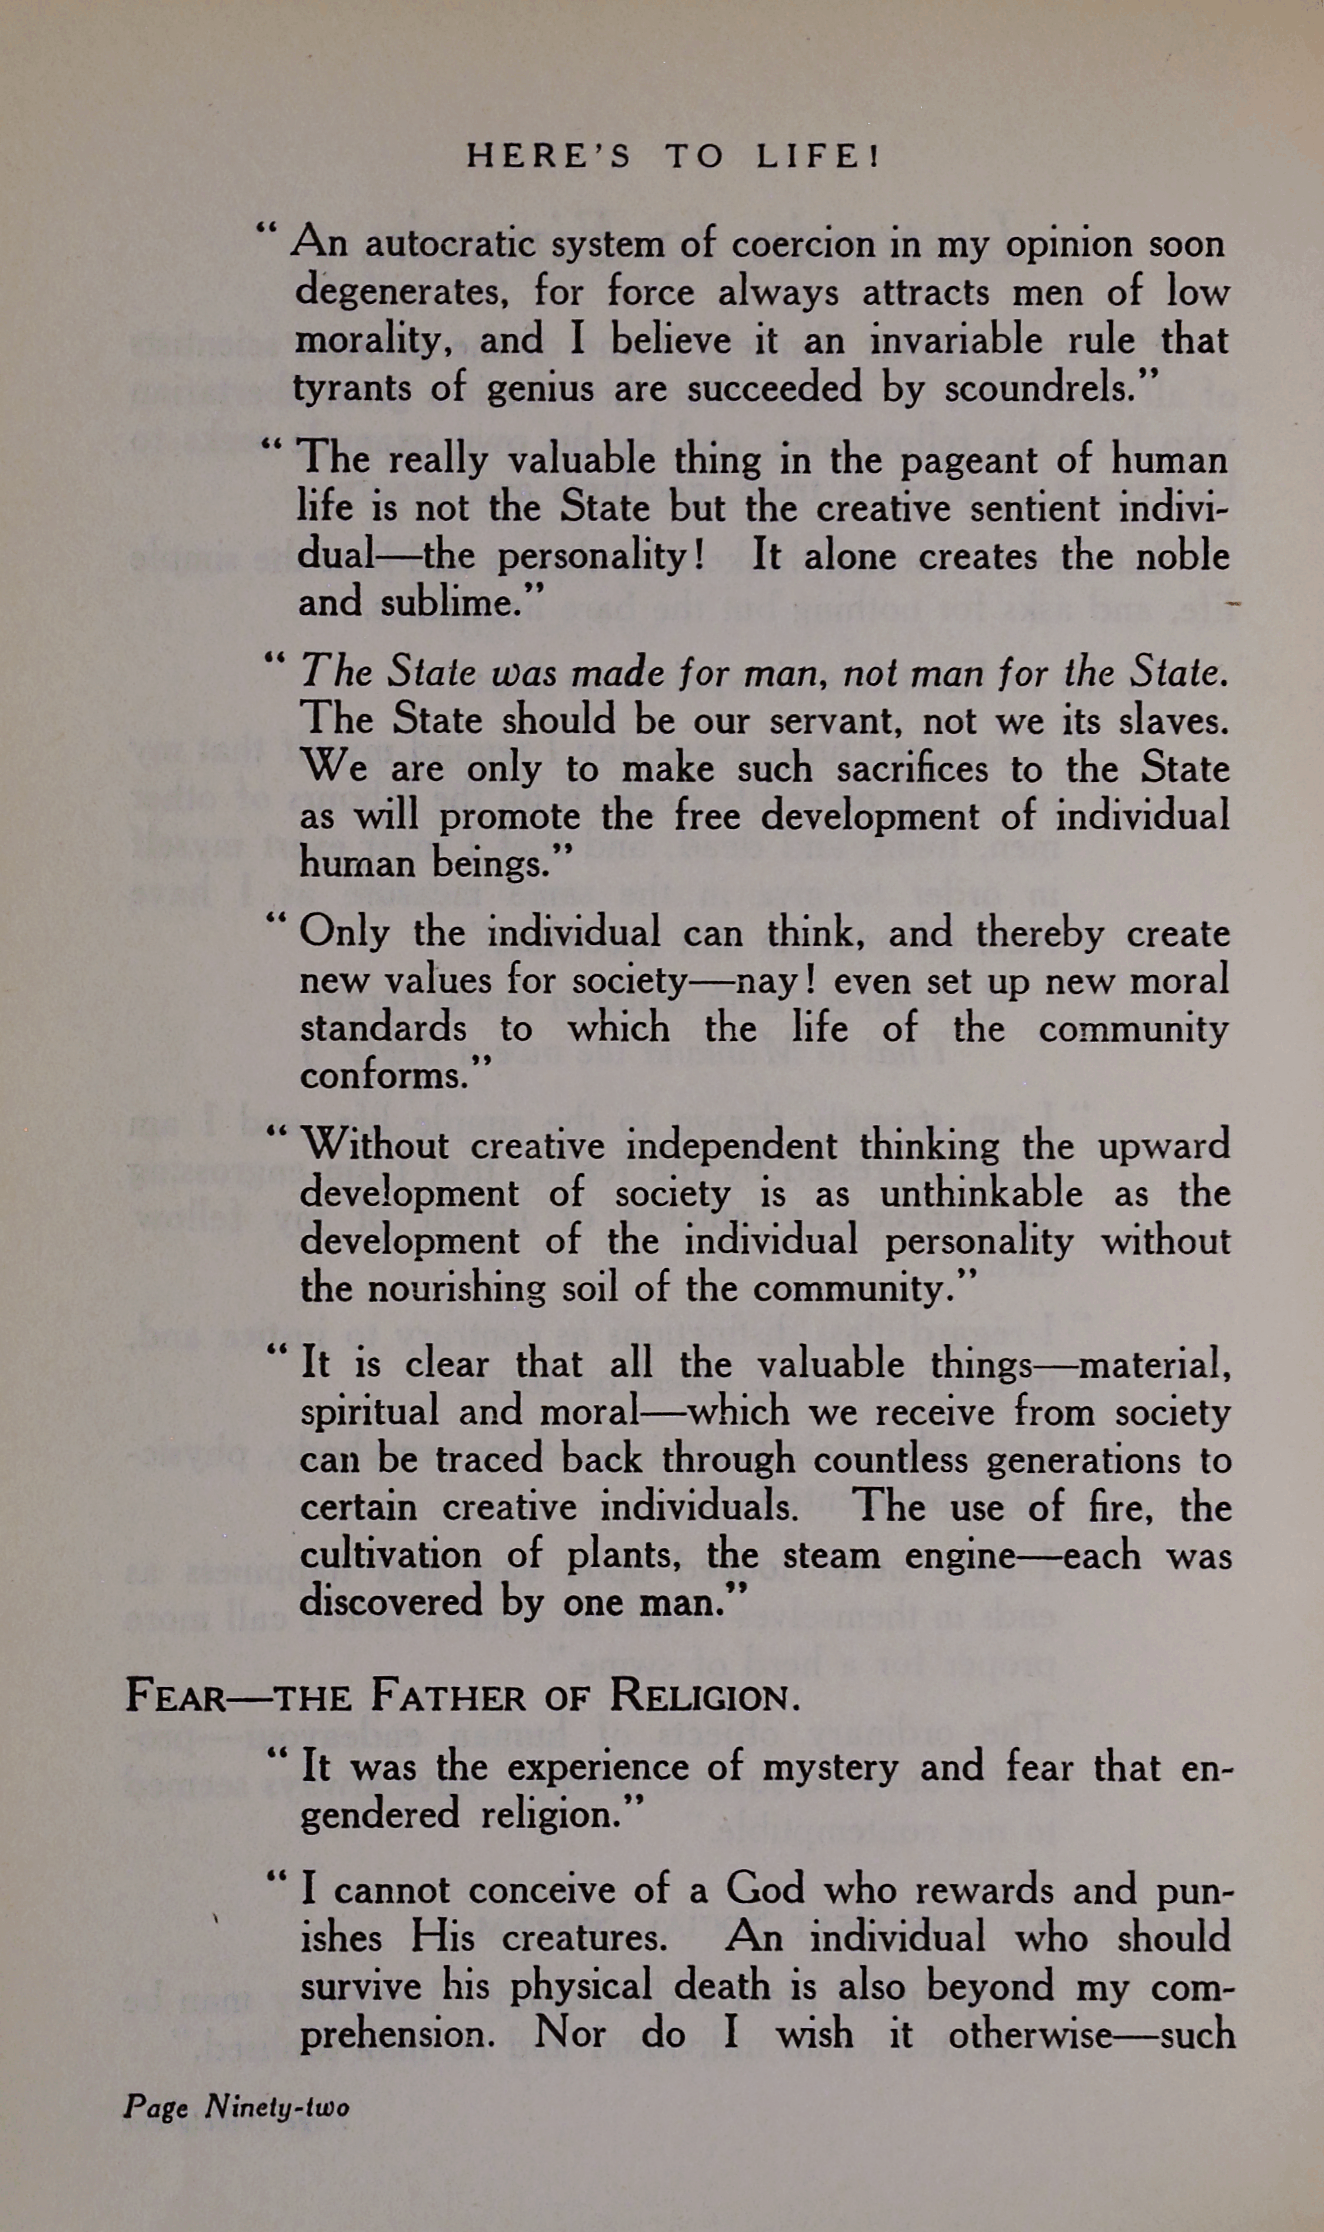 HERE'S TO LIFE!
“ An autocratic system of coercion in my opinion soon
degenerates, for force always attracts men of low
morality, and I believe it an invariable rule that
tyrants of genius are succeeded by scoundrels.”
“ The really valuable thing in the pageant of human
life is not the State but the creative sentient indivi-
dual—the personality! It alone creates the noble
and sublime.”
“ The State was made for man, not man for the State.
The State should be our servant, not we its slaves.
We are only to make such sacrifices to the State
as will promote the free development of individual
human beings.”
“ Only the individual can think, and thereby create
new values for society—nay! even set up new moral
standards to which the life of the community
conforms.”
“ Without creative independent thinking the upward
development of society is as unthinkable as the
development of the individual personality without
the nourishing soil of the community.”
“ It is clear that all the valuable things—material,
spiritual and moral—which we receive from society
can be traced back through countless generations to
certain creative individuals. The use of fire, the
cultivation of plants, the steam engine—each was
discovered by one man.”
FEAR—THE FATHER OF RELIGION.
“ It was the experience of mystery and fear that en-
gendered religion.”
“ I cannot conceive of a God who rewards and pun-
ishes His creatures. An individual who should
survive his physical death is also beyond my com-
prehension. Nor do I wish it otherwise—such
Page Ninety-two